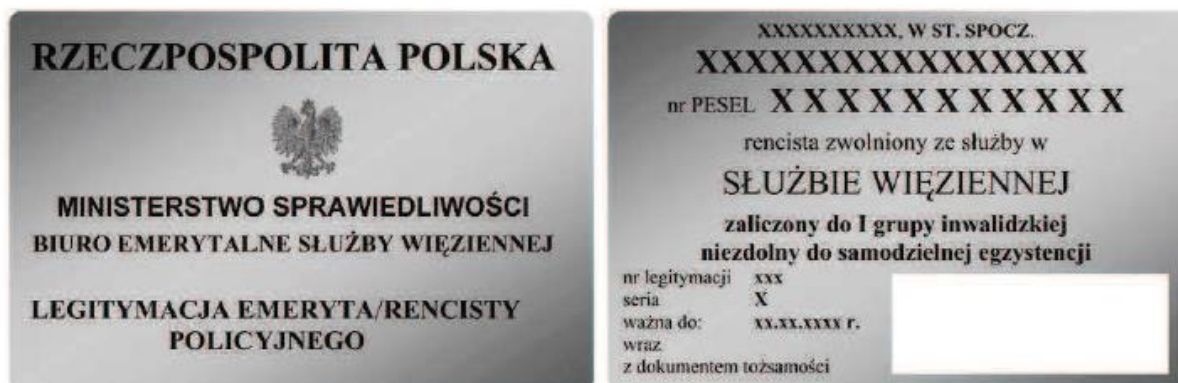 RZECZPOSPOLITA POLSKA
MINISTERSTWO SPRAWIEDLIWOŚCI
BIURO EMERYTALNE SŁUŻBY WIĘZIENNEJ
LEGITYMACJA EMERYTA/RENCISTY
POLICYJNEGO
XXXXXXXXXX, W ST. SPOCZ.
XXXXXXXXXXXXXXXX
nr PESEL X X X X X X X X X X X
rencista zwolniony ze służby w
SŁUŻBIE WIĘZIENNEJ
zaliczony do I grupy inwalidzkiej
niezdolny do samodzielnej egzystencji
nr legitymacji xxx
seria X
ważna do: xx.xx.xxxx r.
wraz
z dokumentem tożsamości